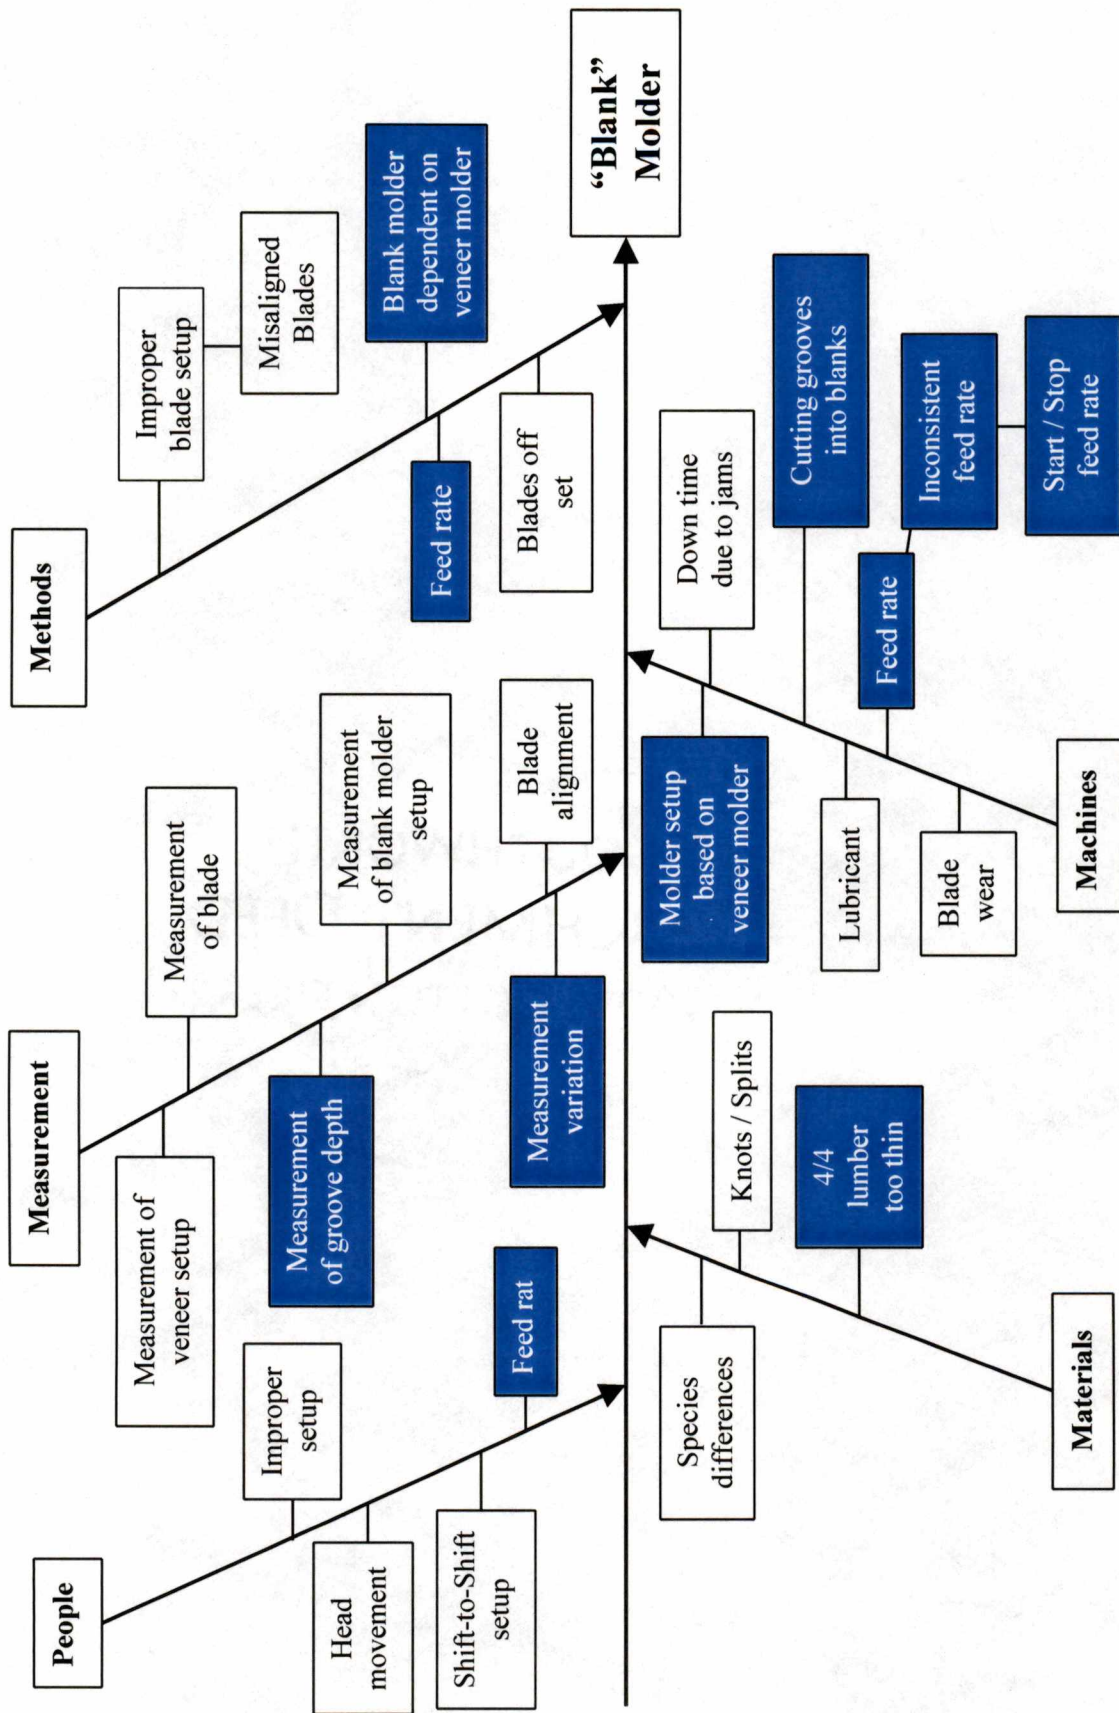 People
Improper
setup
Head
movement
Shift-to-Shift
setup
Feed rat
Measurement
Measurement of
veneer setup
Measurement
of blade
Measurement
of groove depth
Measurement
of blank molder
setup
Measurement
variation
Blade
alignment
Methods
Improper
blade setup
Misaligned
Blades
Feed rate
Blank molder
dependent on
veneer molder
Blades off
set
“Blank”
Molder
Species
differences
Knots / Splits
4/4
lumber
too thin
Materials
Molder setup
based on
veneer molder
Down time
due to jams
Cutting grooves
into blanks
Lubricant
Feed rate
Inconsistent
feed rate
Start / Stop
feed rate
Blade
wear
Machines